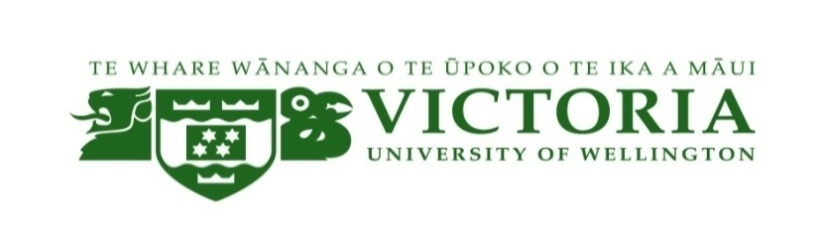 TE WHARE WĀNANGA O TE ŪPOKO O TE IKA A MĀUI
VICTORIA
UNIVERSITY OF WELLINGTON